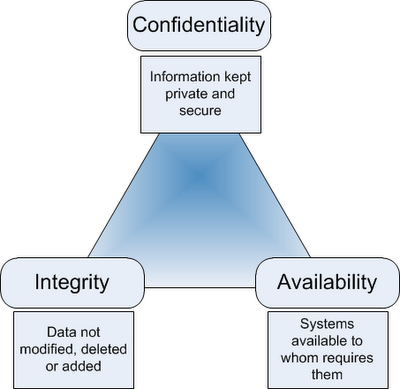 Confidentiality
Information kept
private and
secure
Integrity
Data not
modified, deleted
or added
Availability
Systems
available to
whom requires
them